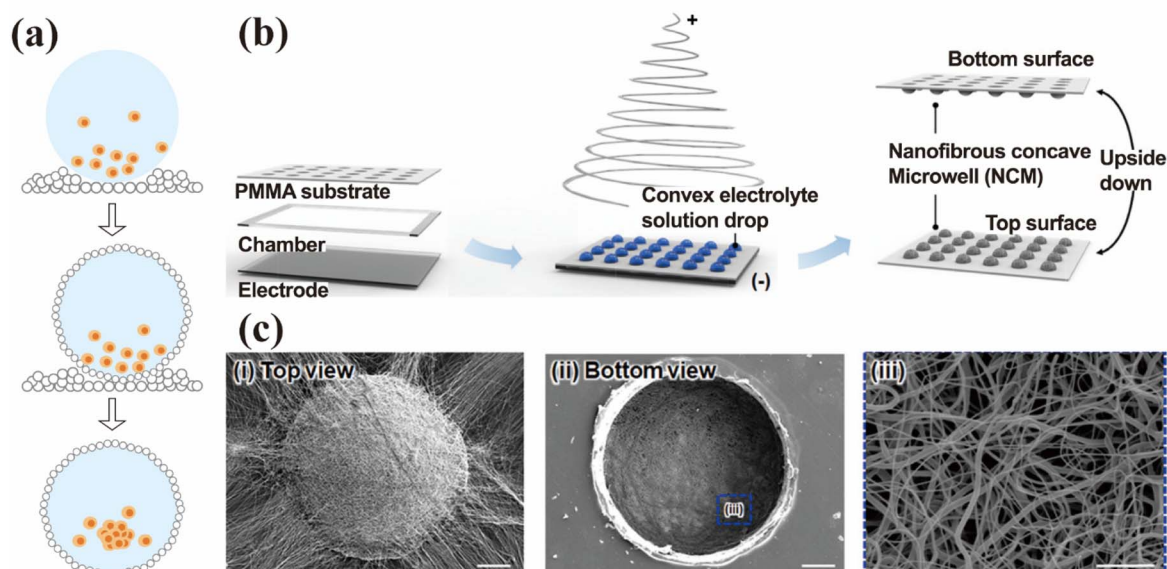 (a)
(b)
+
PMMA substrate
Chamber
Electrode
Convex electrolyte
solution drop
(-)
Bottom surface
Nanofibrous concave
Microwell (NCM)
Upside
down
Top surface
(c)
(i) Top view
(ii) Bottom view
(iii)
(iii)